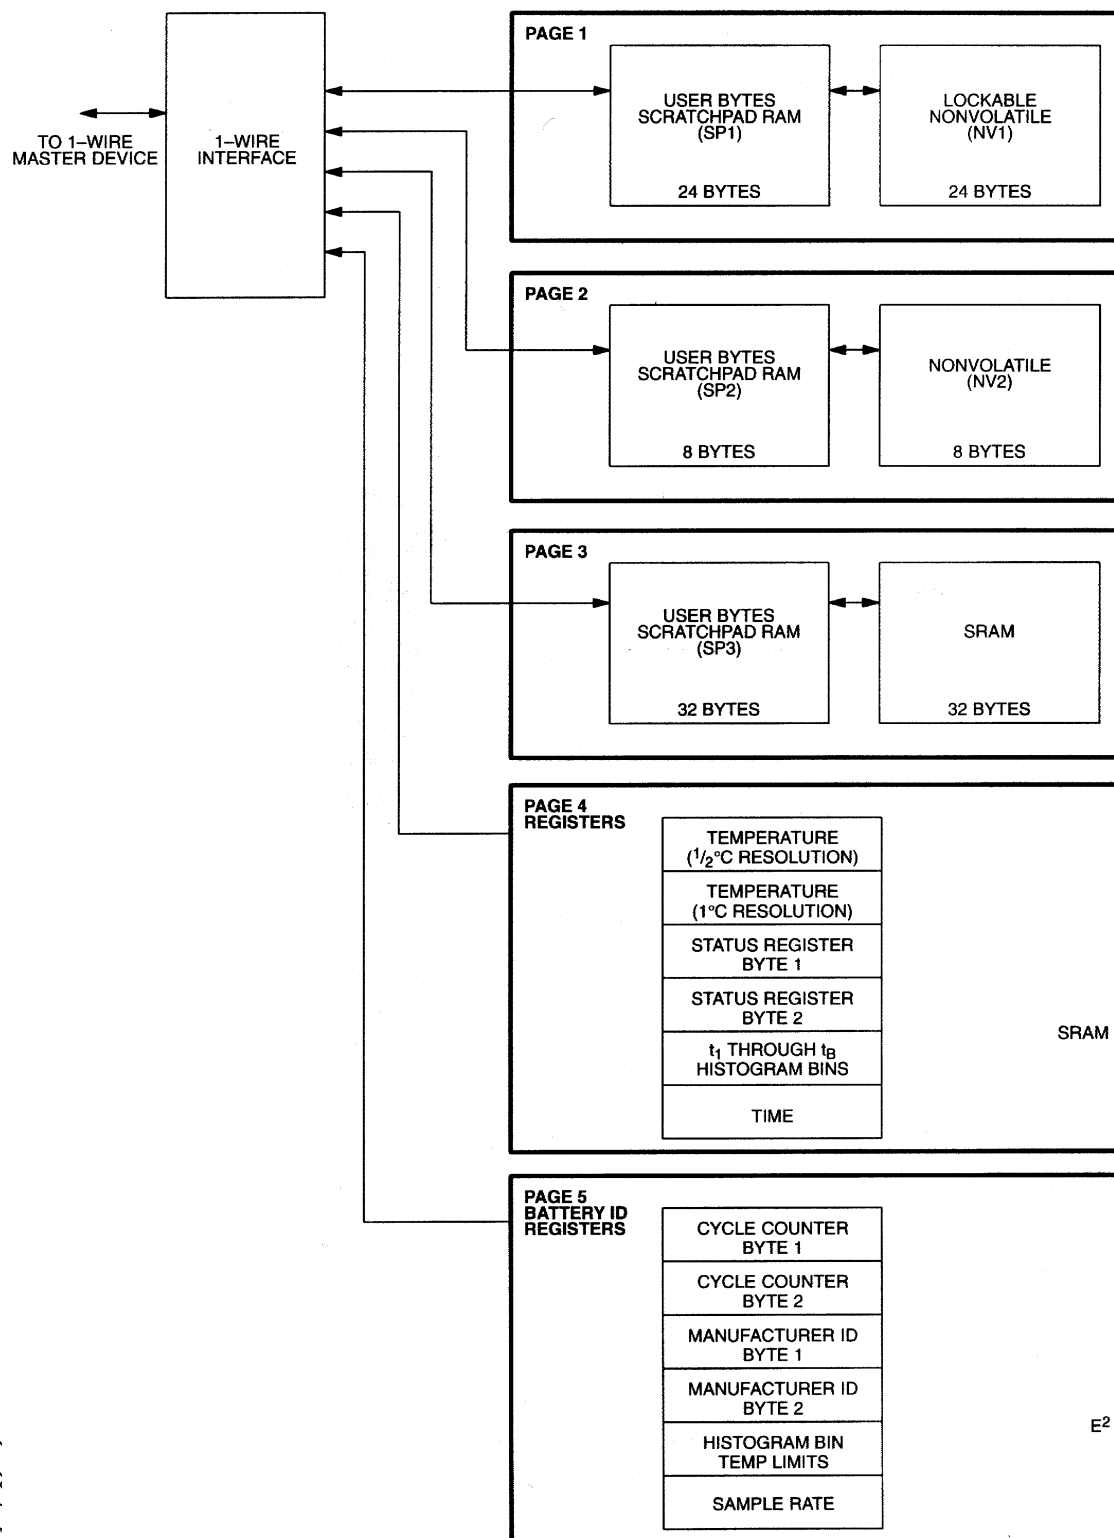 TO 1–WIRE
MASTER DEVICE
1–WIRE
INTERFACE
PAGE 1
USER BYTES
SCRATCHPAD RAM
(SP1)
24 BYTES
LOCKABLE
NONVOLATILE
(NV1)
24 BYTES
PAGE 2
USER BYTES
SCRATCHPAD RAM
(SP2)
8 BYTES
NONVOLATILE
(NV2)
8 BYTES
PAGE 3
USER BYTES
SCRATCHPAD RAM
(SP3)
32 BYTES
SRAM
32 BYTES
PAGE 4
REGISTERS
TEMPERATURE
(1/2°C RESOLUTION)
TEMPERATURE
(1°C RESOLUTION)
STATUS REGISTER
BYTE 1
STATUS REGISTER
BYTE 2
t1 THROUGH tB
HISTOGRAM BINS
TIME
SRAM
PAGE 5
BATTERY ID
REGISTERS
CYCLE COUNTER
BYTE 1
CYCLE COUNTER
BYTE 2
MANUFACTURER ID
BYTE 1
MANUFACTURER ID
BYTE 2
HISTOGRAM BIN
TEMP LIMITS
SAMPLE RATE
E2